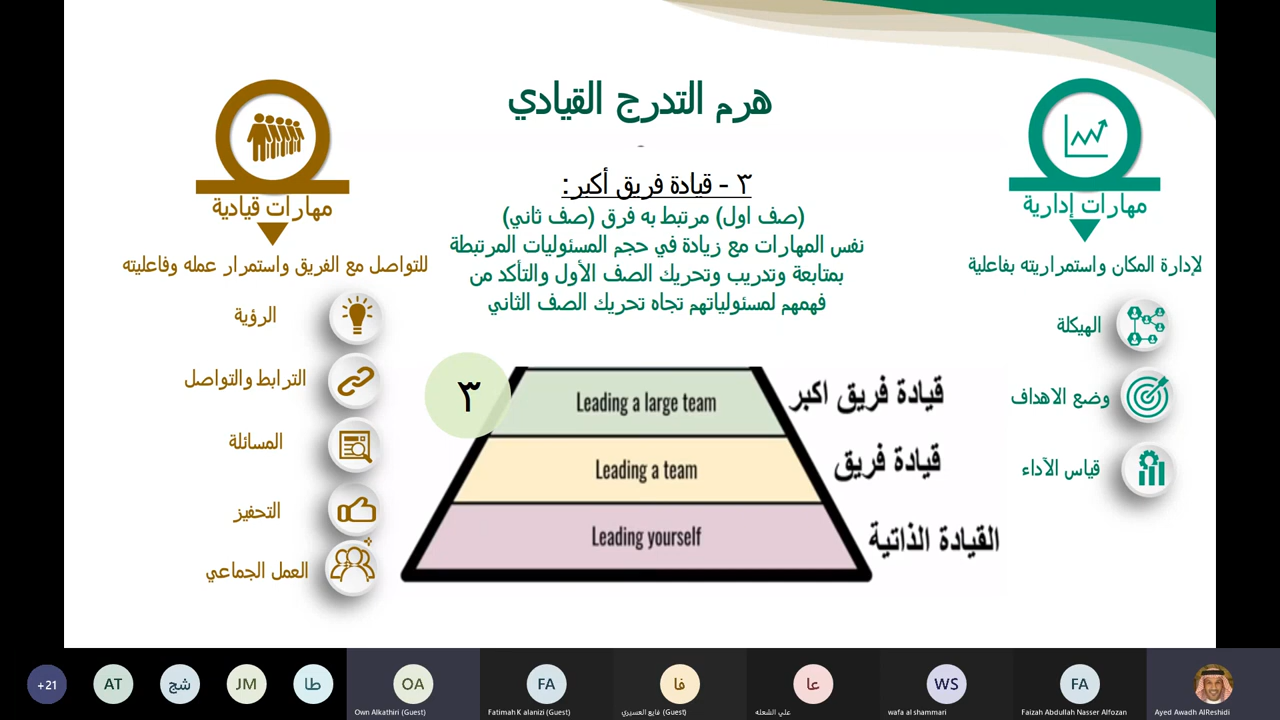 هرم التدرج القيادي
٣ - قيادة فريق أكبر:
(صف اول) مرتبط به فرق (صف ثاني)
نفس المهارات مع زيادة في حجم المسئوليات المرتبطة
بمتابعة وتدريب وتحريك الصف الأول والتأكد من
فهمهم لمسئولياتهم تجاه تحريك الصف الثاني
مهارات إدارية
لإدارة المكان واستمراريته بفاعلية
الهيكلة
وضع الاهداف
قياس الآداء
مهارات قيادية
للتواصل مع الفريق واستمرار عمله وفاعليته
الرؤية
الترابط والتواصل
المسائلة
التحفيز
العمل الجماعي
٣
Leading a large team
قيادة فريق اكبر
Leading a team
قيادة فريق
Leading yourself
القيادة الذاتية
+21
AT
شج
JM
طا
OA
Own Alkathiri (Guest)
FA
Fatimah K alanizi (Guest)
فا
فايع العسيري (Guest)
عا
علي الشعله
WS
wafa al shammari
FA
Faizah Abdullah Nasser Alfozan
Ayed Awadh AlReshidi